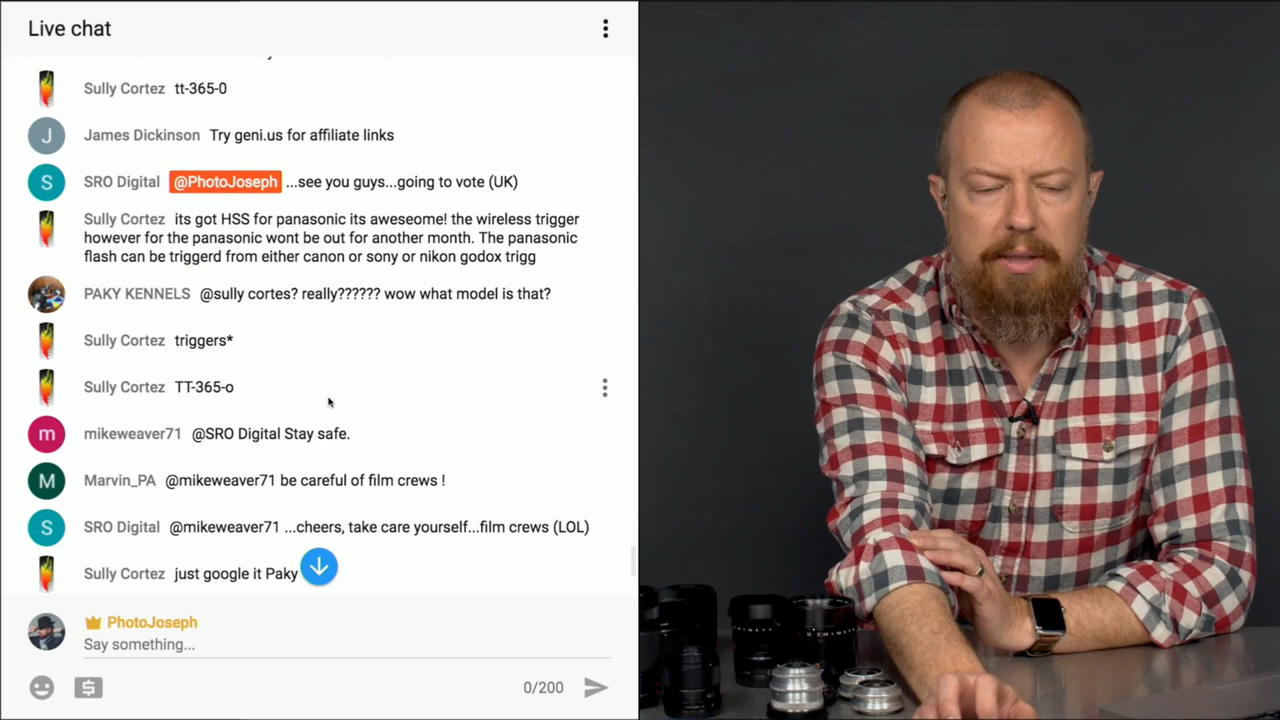 Live chat
Sully Cortez tt-365-0
J James Dickinson Try geni.us for affiliate links
S SRO Digital @PhotoJoseph ...see you guys...going to vote (UK)
Sully Cortez its got HSS for panasonic its aweseome! the wireless trigger
however for the panasonic wont be out for another month. The panasonic
flash can be triggerd from either canon or sony or nikon godox trigg
PAKY KENNELS @sully cortes? really?????? wow what model is that?
Sully Cortez triggers*
Sully Cortez TT-365-o
m mikeweaver71 @SRO Digital Stay safe.
M Marvin_PA @mikeweaver71 be careful of film crews !
S SRO Digital @mikeweaver71 ...cheers, take care yourself...film crews (LOL)
Sully Cortez just google it Paky
PhotoJoseph
Say something...
$ 0/200